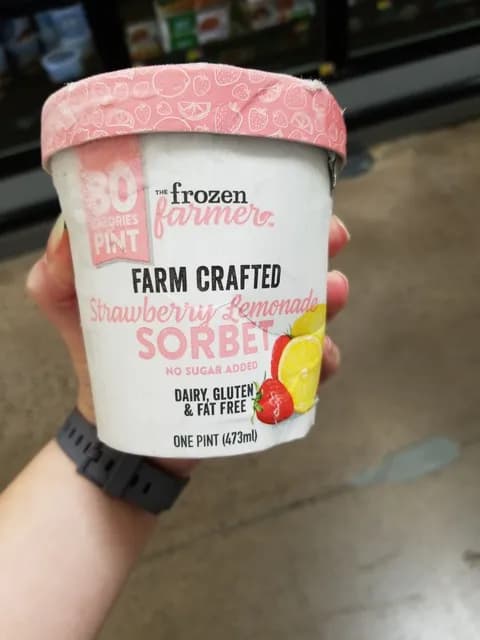 80
CALORIES
PINT
THE frozen
farmer
FARM CRAFTED
Strawberry Lemonade
SORBET
NO SUGAR ADDED
DAIRY, GLUTEN
& FAT FREE
ONE PINT (473ml)